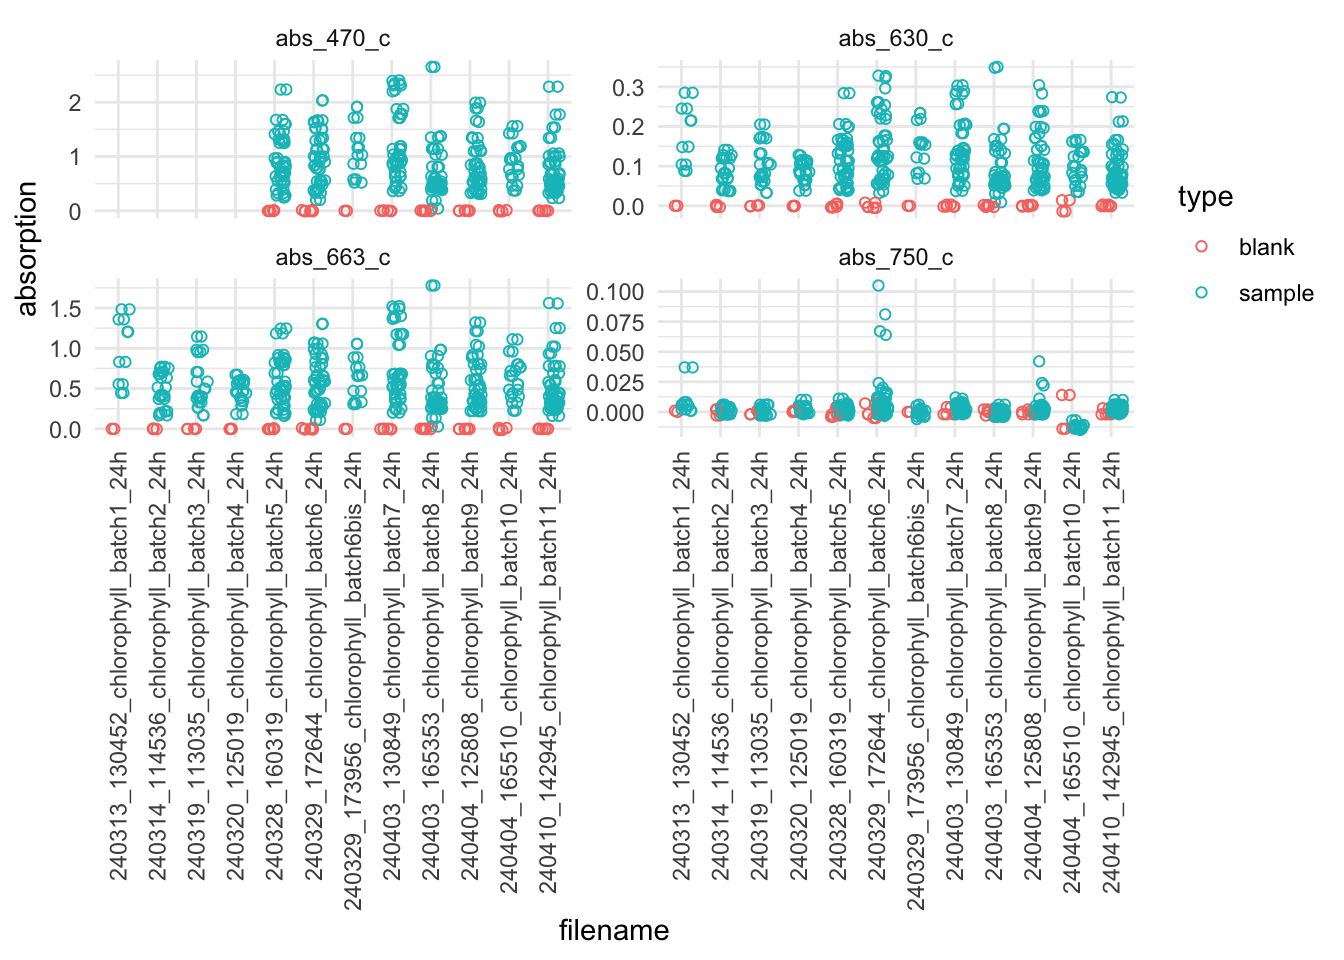 abs_470_c
abs_630_c
2
1
0
0.3
0.2
0.1
0.0
absorption
type
blank
sample
abs_663_c
abs_750_c
1.5
1.0
0.5
0.0
0.100
0.075
0.050
0.025
0.000
240313_130452_chlorophyll_batch1_24h
240314_114536_chlorophyll_batch2_24h
240319_113035_chlorophyll_batch3_24h
240320_125019_chlorophyll_batch4_24h
240328_160319_chlorophyll_batch5_24h
240329_172644_chlorophyll_batch6_24h
240329_173956_chlorophyll_batch6bis_24h
240403_130849_chlorophyll_batch7_24h
240403_165353_chlorophyll_batch8_24h
240404_125808_chlorophyll_batch9_24h
240404_165510_chlorophyll_batch10_24h
240410_142945_chlorophyll_batch11_24h
240313_130452_chlorophyll_batch1_24h
240314_114536_chlorophyll_batch2_24h
240319_113035_chlorophyll_batch3_24h
240320_125019_chlorophyll_batch4_24h
240328_160319_chlorophyll_batch5_24h
240329_172644_chlorophyll_batch6_24h
240329_173956_chlorophyll_batch6bis_24h
240403_130849_chlorophyll_batch7_24h
240403_165353_chlorophyll_batch8_24h
240404_125808_chlorophyll_batch9_24h
240404_165510_chlorophyll_batch10_24h
240410_142945_chlorophyll_batch11_24h
filename